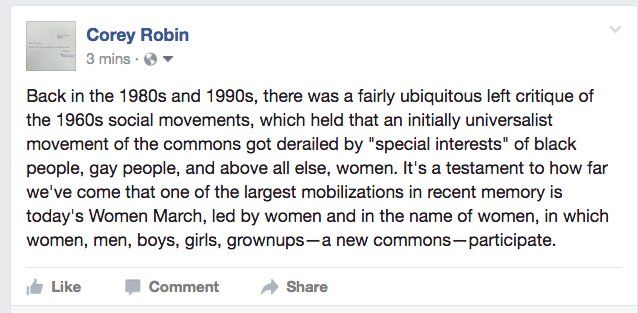 Corey Robin
3 mins ·
Back in the 1980s and 1990s, there was a fairly ubiquitous left critique of
the 1960s social movements, which held that an initially universalist
movement of the commons got derailed by "special interests" of black
people, gay people, and above all else, women. It's a testament to how far
we've come that one of the largest mobilizations in recent memory is
today's Women March, led by women and in the name of women, in which
women, men, boys, girls, grownups—a new commons—participate.
Like Comment Share